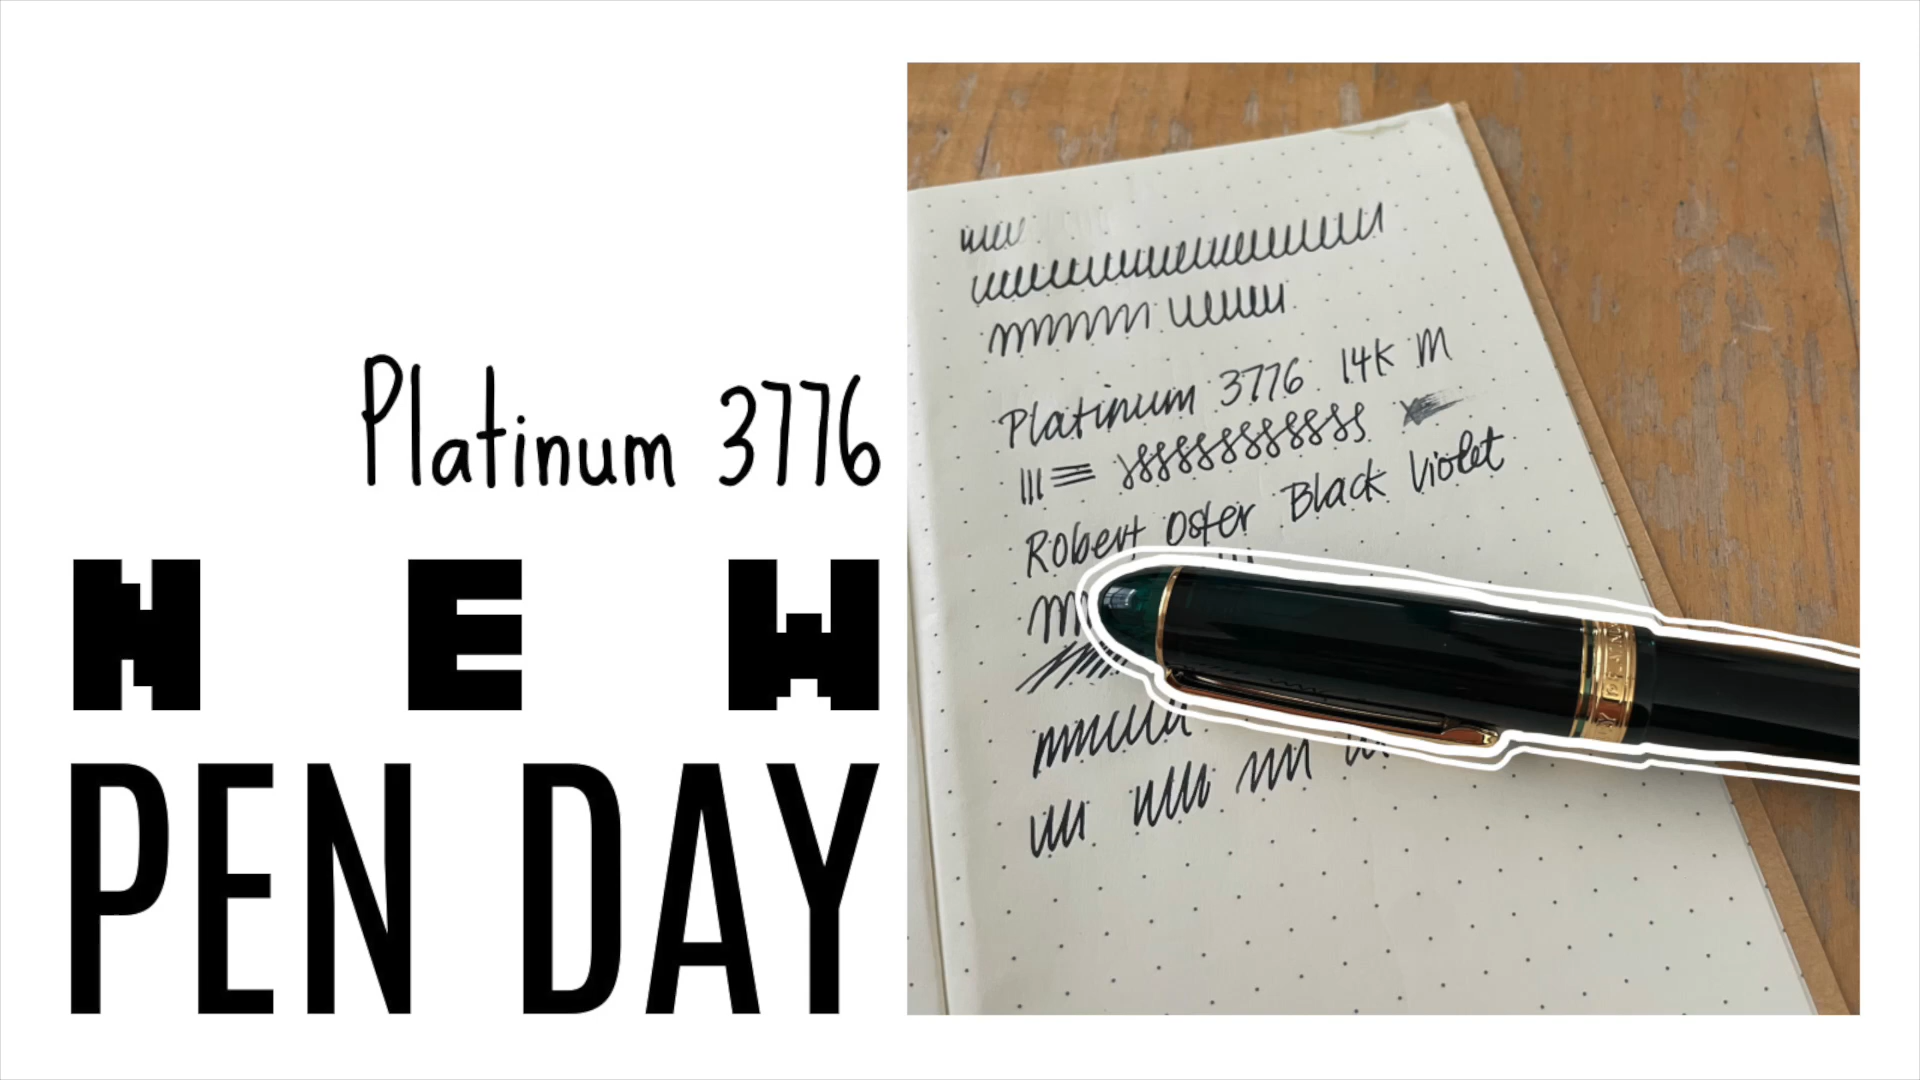 Platinum 3776
NEW
PEN DAY
Platinum 3776 14K M
Robert Oster Black Violet